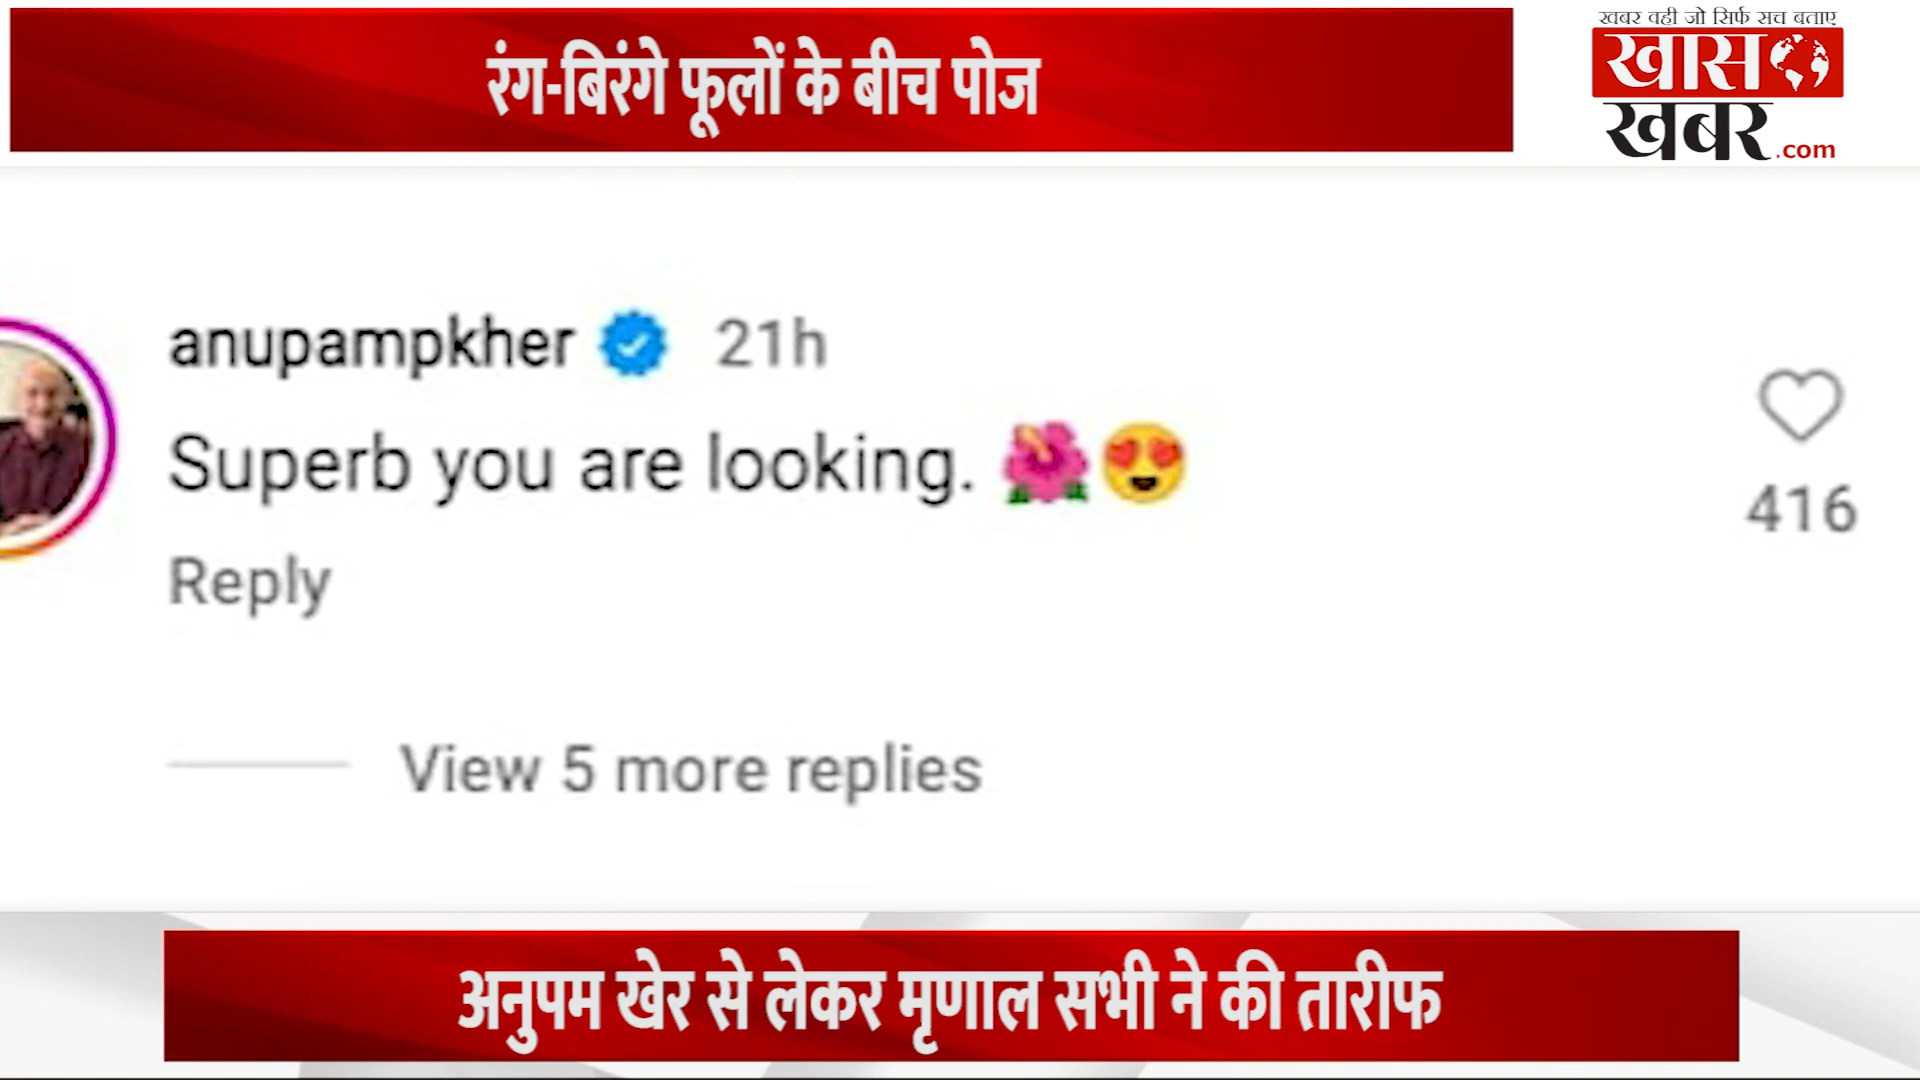 खबर वही जो सिर्फ सच बताए
रंग-बिरंगे फूलों के बीच पोज
खास
खबर.com
anupampkher 21h
Superb you are looking. 🌺😍
416
Reply
View 5 more replies
अनुपम खेर से लेकर मृणाल सभी ने की तारीफ